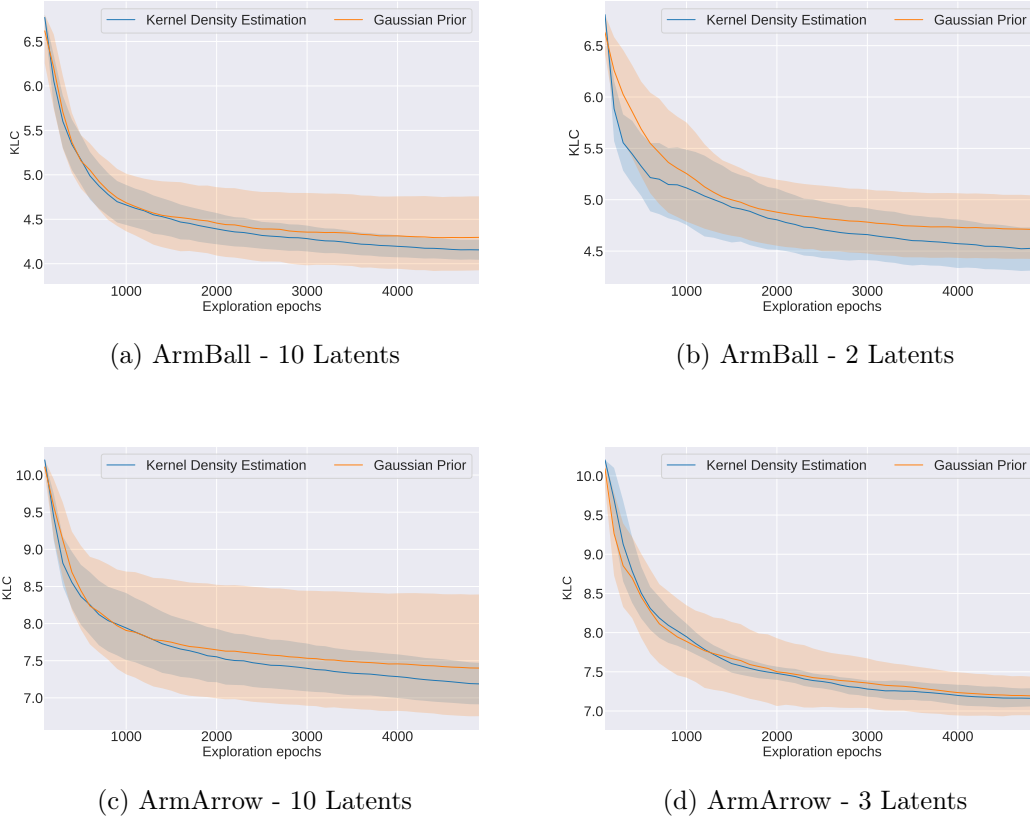 Kernel Density Estimation Gaussian Prior
6.5
6.0
5.5
5.0
4.5
4.0
KLC
1000 2000 3000 4000
Exploration epochs
(a) ArmBall - 10 Latents
Kernel Density Estimation Gaussian Prior
6.5
6.0
5.5
5.0
4.5
KLC
1000 2000 3000 4000
Exploration epochs
(b) ArmBall - 2 Latents
Kernel Density Estimation Gaussian Prior
10.0
9.5
9.0
8.5
8.0
7.5
7.0
KLC
1000 2000 3000 4000
Exploration epochs
(c) ArmArrow - 10 Latents
Kernel Density Estimation Gaussian Prior
10.0
9.5
9.0
8.5
8.0
7.5
7.0
KLC
1000 2000 3000 4000
Exploration epochs
(d) ArmArrow - 3 Latents